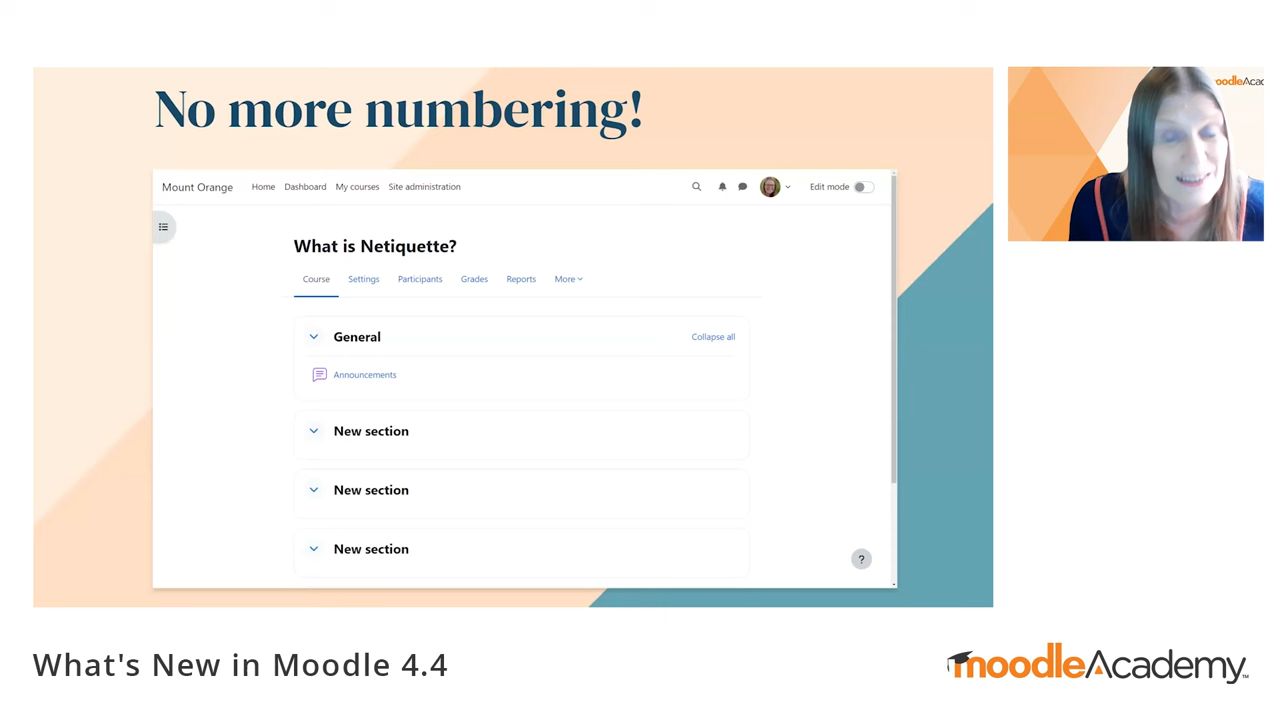 No more numbering!
Mount Orange Home Dashboard My courses Site administration Edit mode
What is Netiquette?
Course Settings Participants Grades Reports More
General Collapse all
Announcements
New section
New section
New section
?
What's New in Moodle 4.4
moodleAcademy™